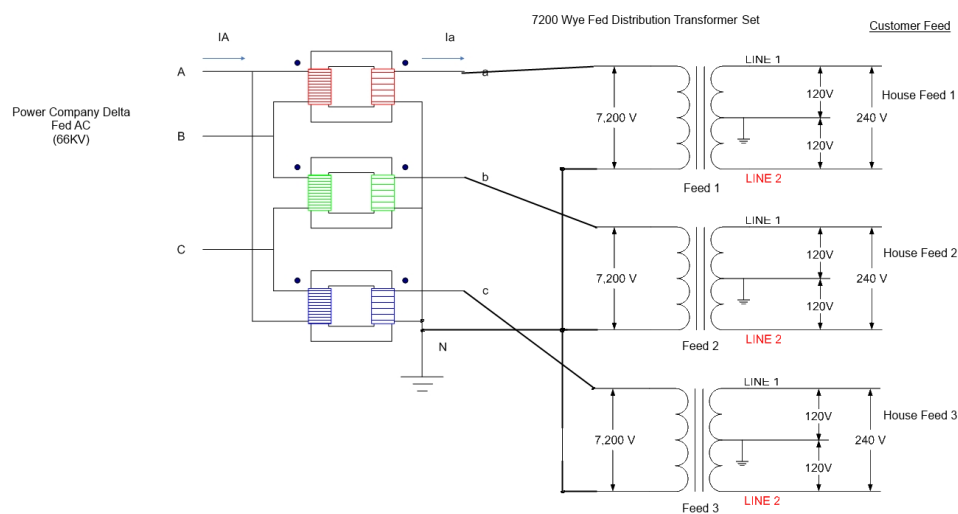 7200 Wye Fed Distribution Transformer Set
Customer Feed
IA
Ia
A
a
Power Company Delta
Fed AC
(66KV)
B
b
C
c
N
LINE 1
120V
House Feed 1
7,200 V
240 V
120V
LINE 2
Feed 1
LINE 1
120V
House Feed 2
7,200 V
240 V
120V
LINE 2
Feed 2
LINE 1
120V
House Feed 3
7,200 V
240 V
120V
LINE 2
Feed 3